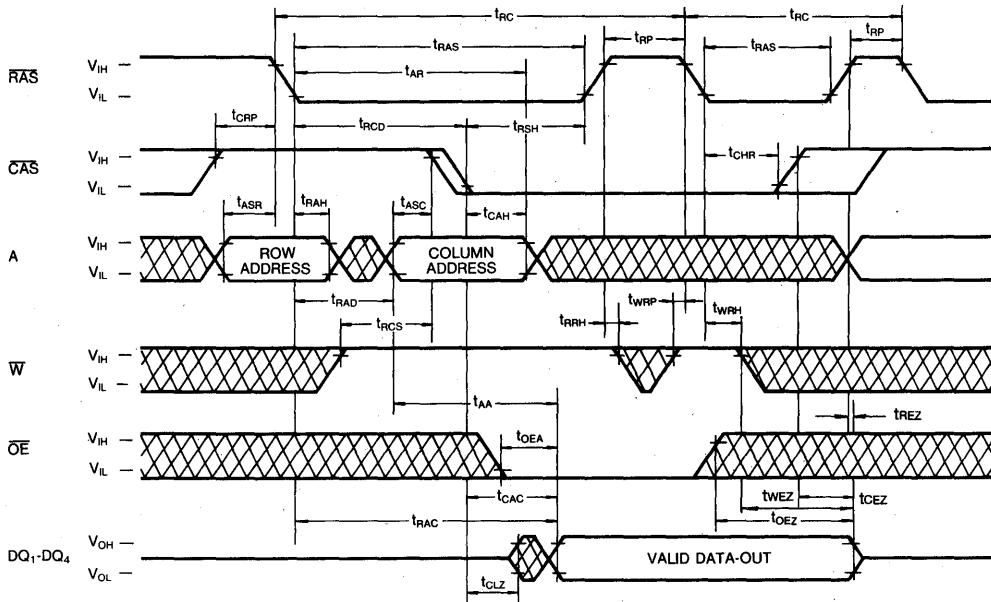 tRC tRC
tRAS tRP tRAS tRP
tAR
RAS VIH
VIL
tCRP tRCD tRSH
CAS VIH tCHR
VIL
tASR tRAH tASC tCAH
A VIH ROW ADDRESS COLUMN ADDRESS
VIL
tRAD tWRP tWRH
tRCS tRRH
W VIH
VIL
tAA tREZ
OE VIH tOEA
VIL
tCAC tWEZ tCEZ
tRAC tOEZ
DQ1-DQ4 VOH VALID DATA-OUT
VOL
tCLZ